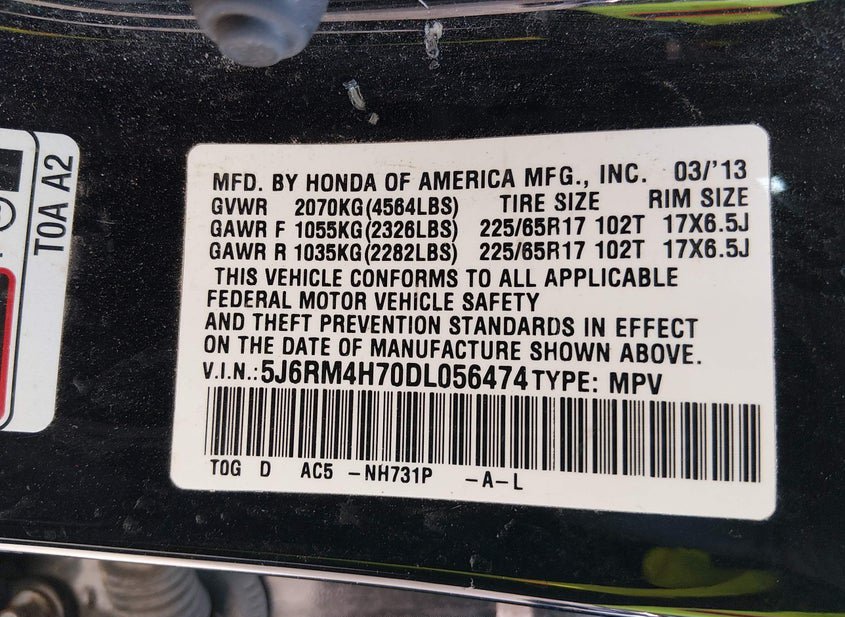 T0A A2
MFD. BY HONDA OF AMERICA MFG., INC. 03/'13
GVWR 2070KG(4564LBS) TIRE SIZE RIM SIZE
GAWR F 1055KG(2326LBS) 225/65R17 102T 17X6.5J
GAWR R 1035KG(2282LBS) 225/65R17 102T 17X6.5J
THIS VEHICLE CONFORMS TO ALL APPLICABLE
FEDERAL MOTOR VEHICLE SAFETY
AND THEFT PREVENTION STANDARDS IN EFFECT
ON THE DATE OF MANUFACTURE SHOWN ABOVE.
V.I.N.:5J6RM4H70DL056474 TYPE: MPV
TOG D AC5 -NH731P -A-L